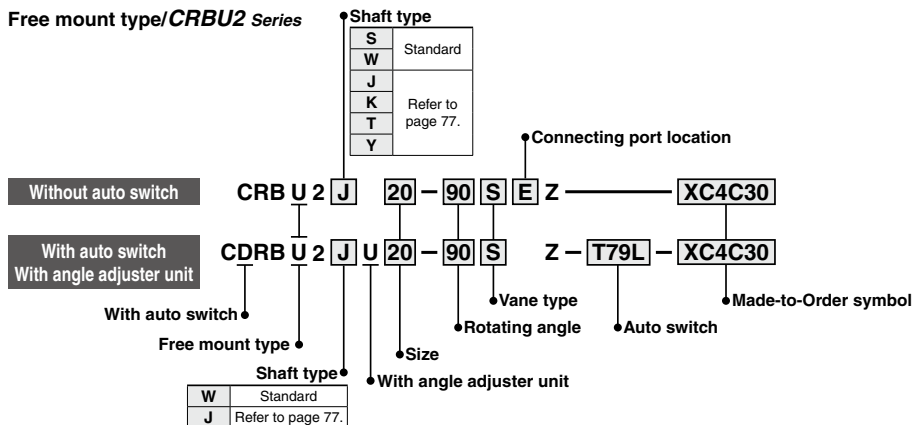 Free mount type/CRBU2 Series
Shaft type
S
W
Standard
J
K
T
Y
Refer to
page 77.
Connecting port location
Without auto switch
CRB U 2 J 20 – 90 S E Z XC4C30
With auto switch
With angle adjuster unit
CDRB U 2 J U 20 – 90 S Z – T79L – XC4C30
With auto switch
Free mount type
Shaft type
With angle adjuster unit
Size
Rotating angle
Vane type
Auto switch
Made-to-Order symbol
W Standard
J Refer to page 77.